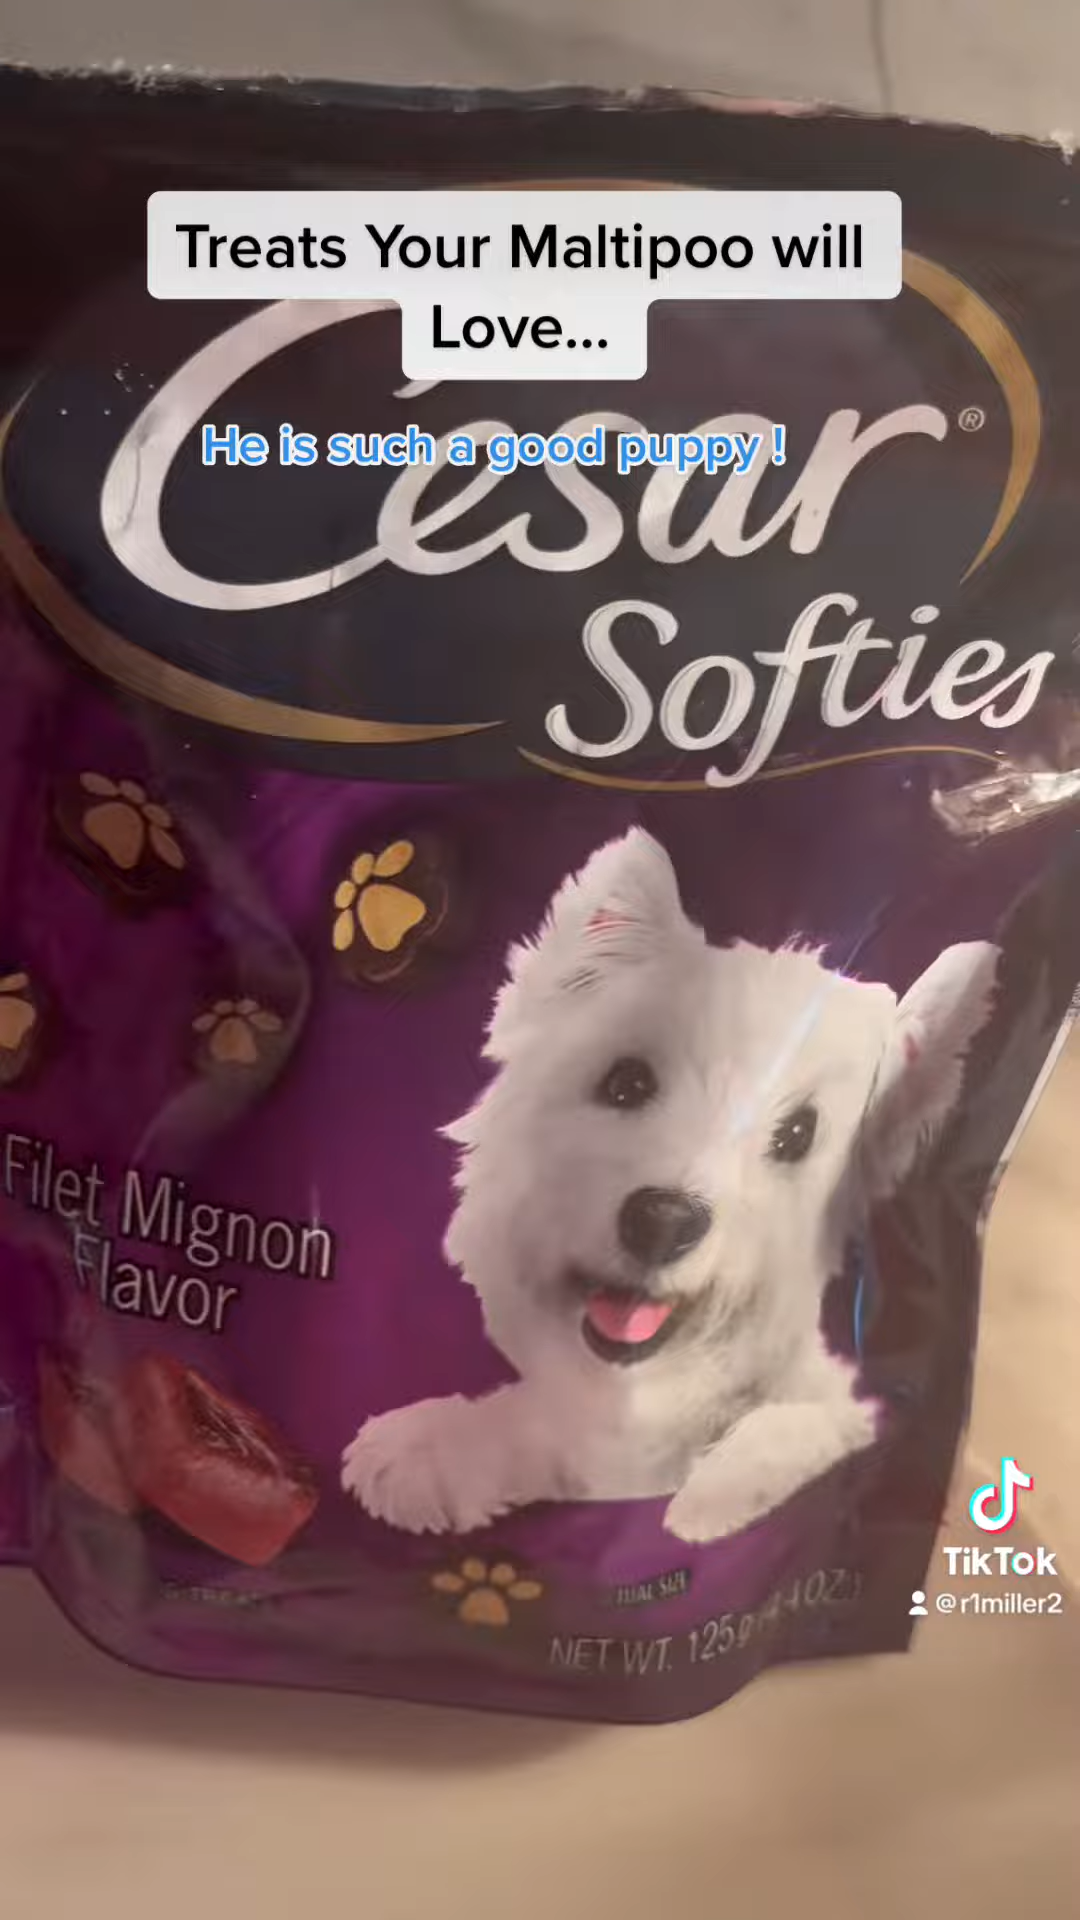 Treats Your Maltipoo will
Love...
He is such a good puppy !
Cesar®
Softies
Filet Mignon
Flavor
NET WT. 125g
TikTok
@r1miller2